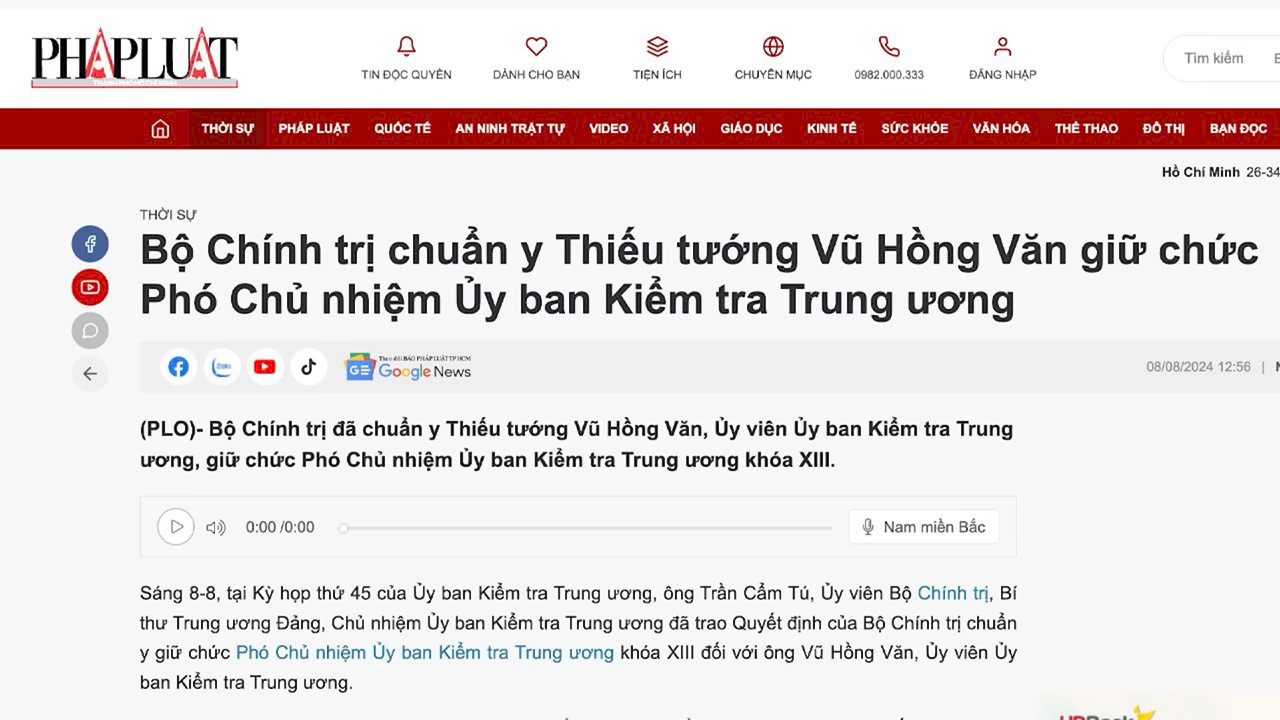 PHÁP LUẬT
TIN ĐỘC QUYỀN
DÀNH CHO BẠN
TIỆN ÍCH
CHUYÊN MỤC
0982.000.333
ĐĂNG NHẬP
Tìm kiếm
THỜI SỰ PHÁP LUẬT QUỐC TẾ AN NINH TRẬT TỰ VIDEO XÃ HỘI GIÁO DỤC KINH TẾ SỨC KHỎE VĂN HÓA THỂ THAO ĐÔ THỊ BẠN ĐỌC
Hồ Chí Minh 26-34
THỜI SỰ
Bộ Chính trị chuẩn y Thiếu tướng Vũ Hồng Văn giữ chức
Phó Chủ nhiệm Ủy ban Kiểm tra Trung ương
Zalo
Theo dõi BÁO PHÁP LUẬT TP HCM
Google News
08/08/2024 12:56 |
(PLO)- Bộ Chính trị đã chuẩn y Thiếu tướng Vũ Hồng Văn, Ủy viên Ủy ban Kiểm tra Trung
ương, giữ chức Phó Chủ nhiệm Ủy ban Kiểm tra Trung ương khóa XIII.
0:00 /0:00
Nam miền Bắc
Sáng 8-8, tại Kỳ họp thứ 45 của Ủy ban Kiểm tra Trung ương, ông Trần Cẩm Tú, Ủy viên Bộ Chính trị, Bí
thư Trung ương Đảng, Chủ nhiệm Ủy ban Kiểm tra Trung ương đã trao Quyết định của Bộ Chính trị chuẩn
y giữ chức Phó Chủ nhiệm Ủy ban Kiểm tra Trung ương khóa XIII đối với ông Vũ Hồng Văn, Ủy viên Ủy
ban Kiểm tra Trung ương.